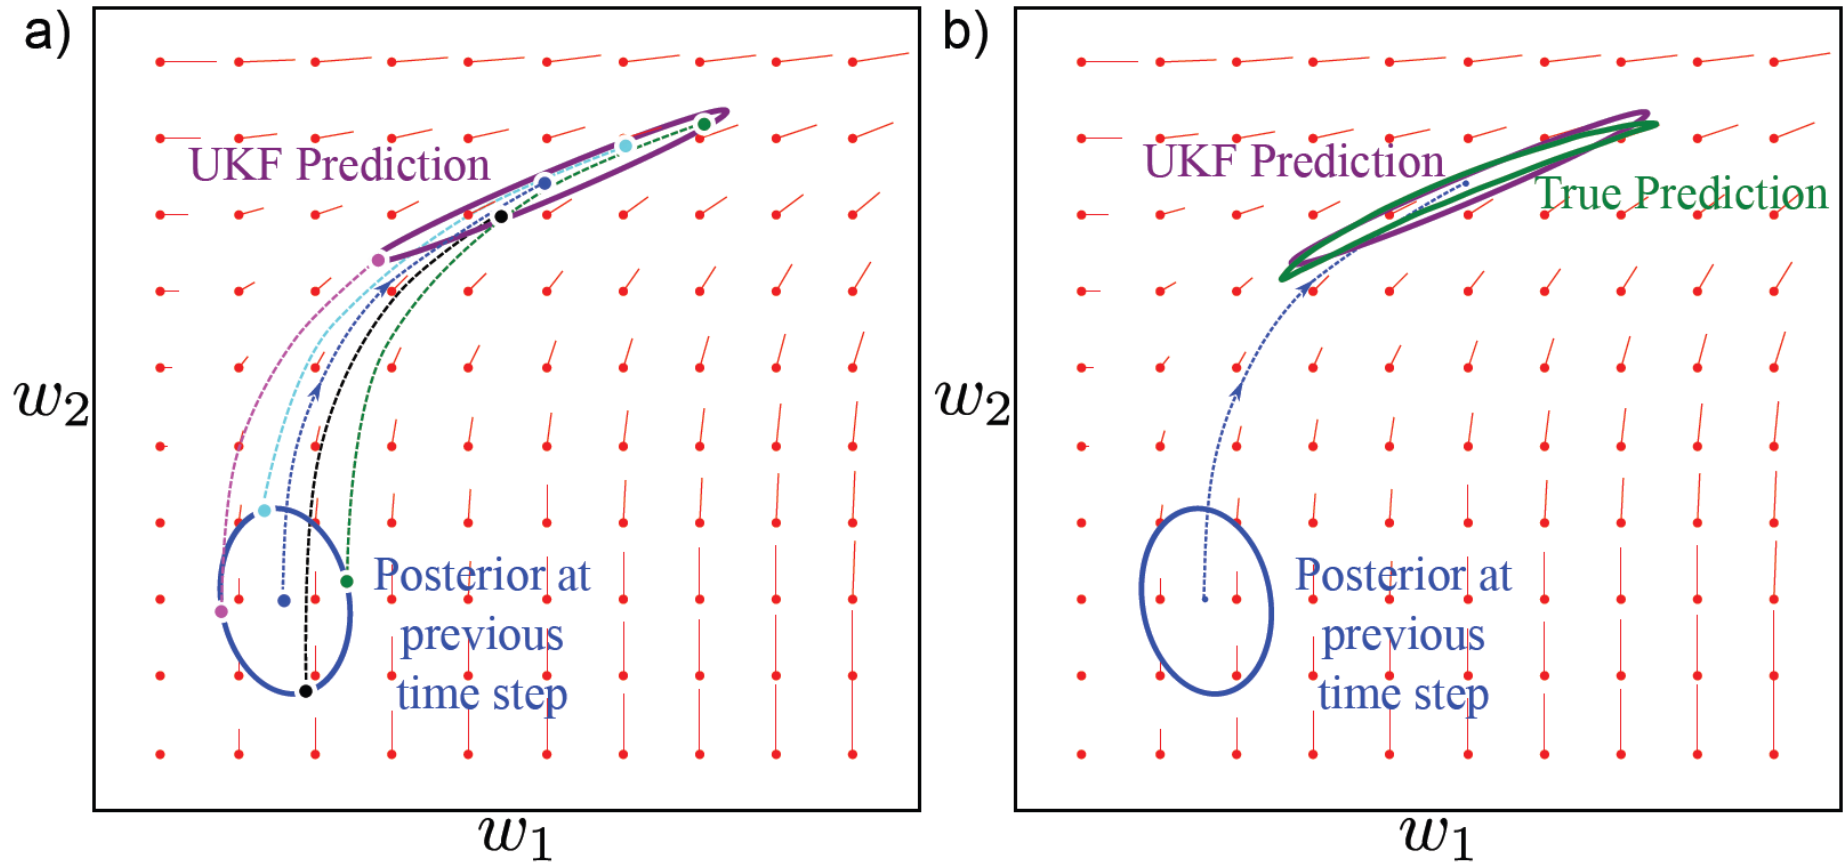 a)
UKF Prediction
w2
Posterior at
previous
time step
w1
b)
UKF Prediction
True Prediction
w2
Posterior at
previous
time step
w1